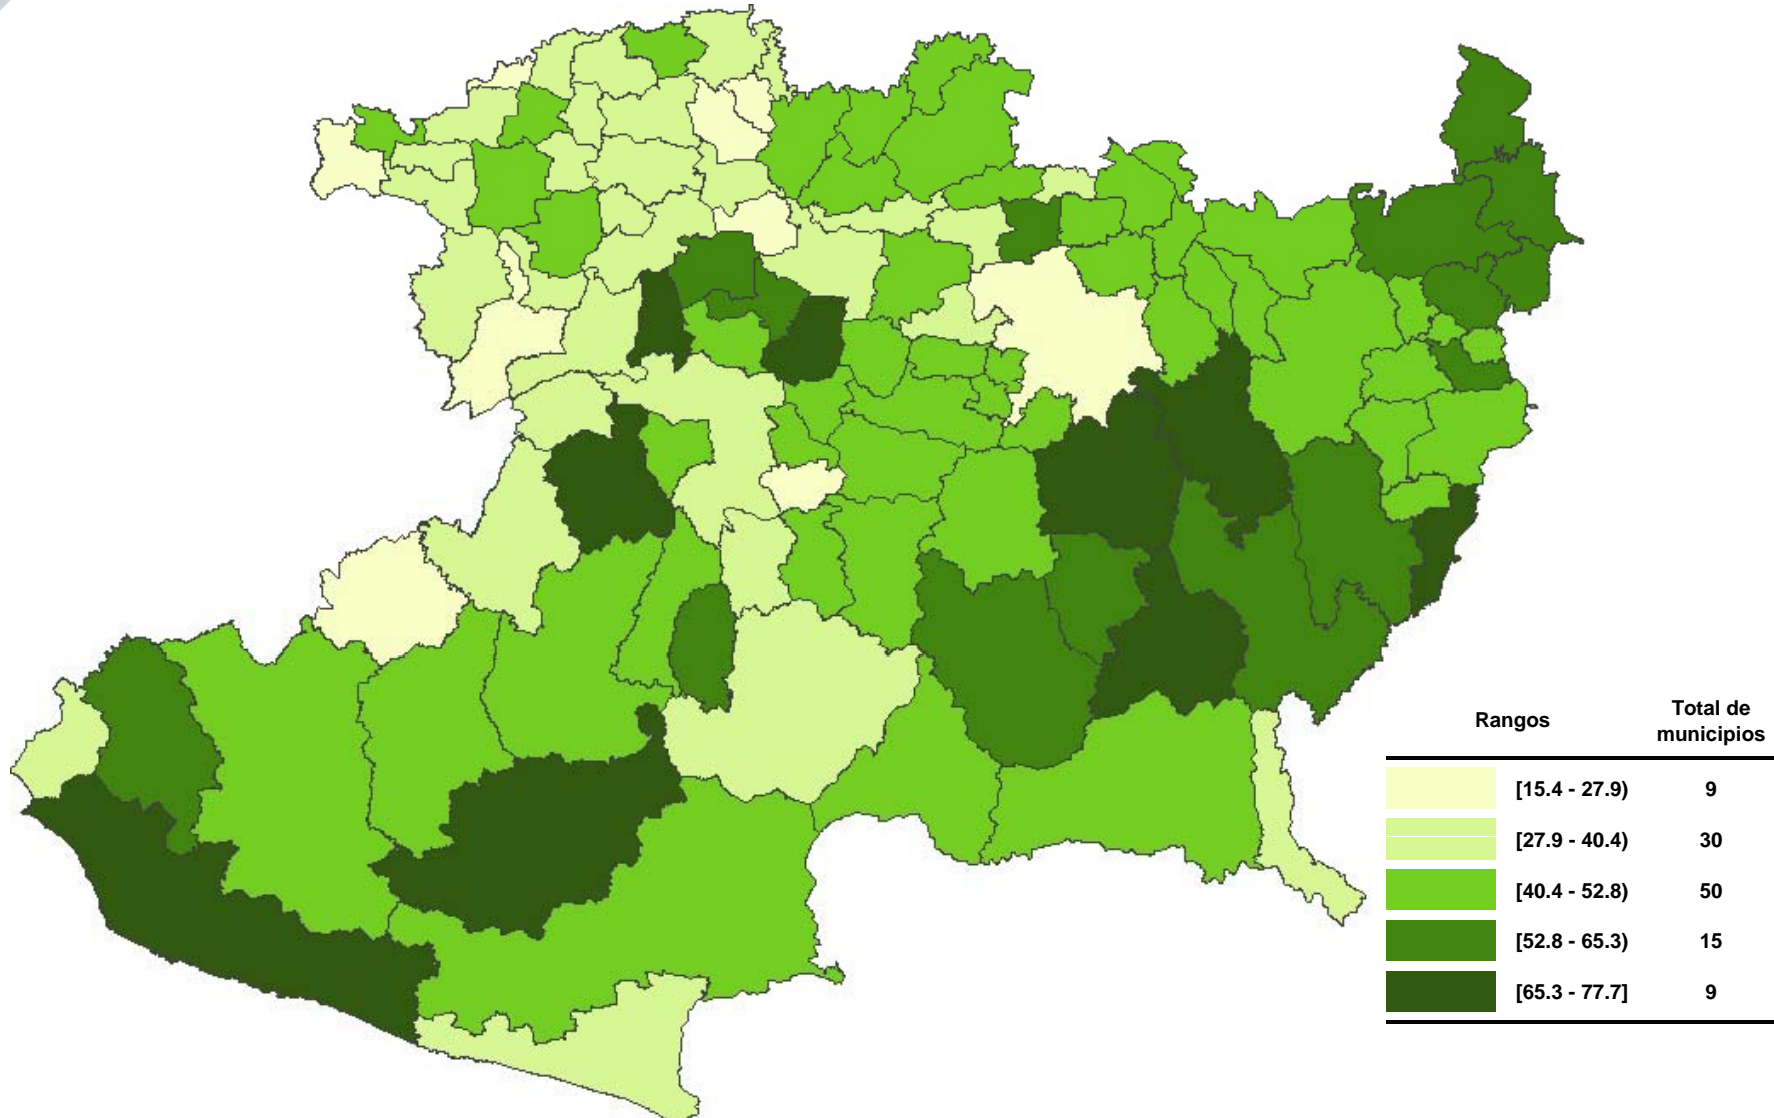 Rangos Total de
municipios
[15.4 - 27.9) 9
[27.9 - 40.4) 30
[40.4 - 52.8) 50
[52.8 - 65.3) 15
[65.3 - 77.7] 9